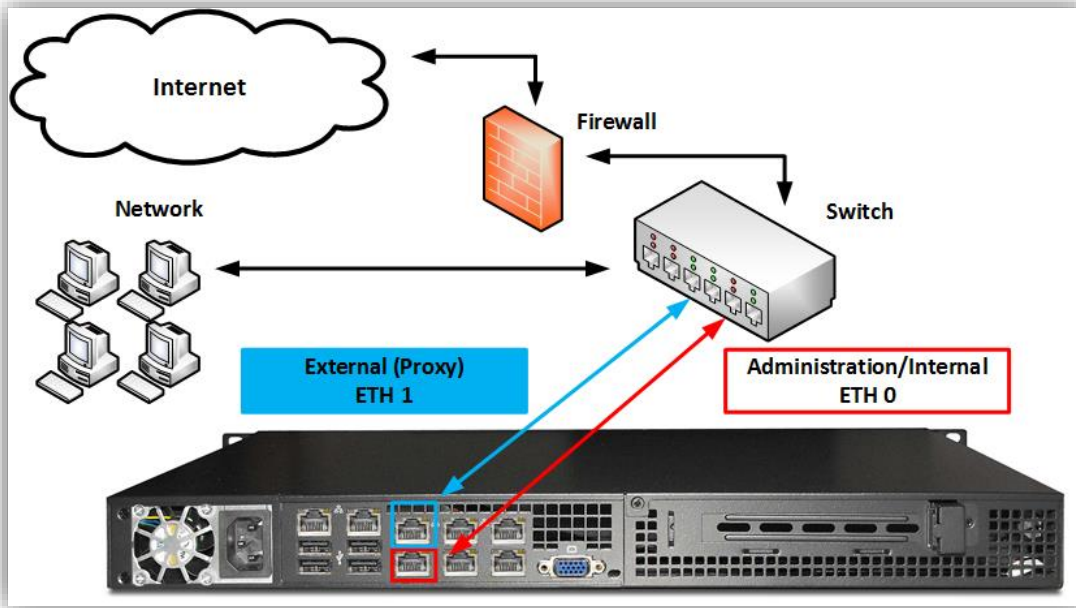 Internet
Firewall
Network
Switch
External (Proxy)
ETH 1
Administration/Internal
ETH 0